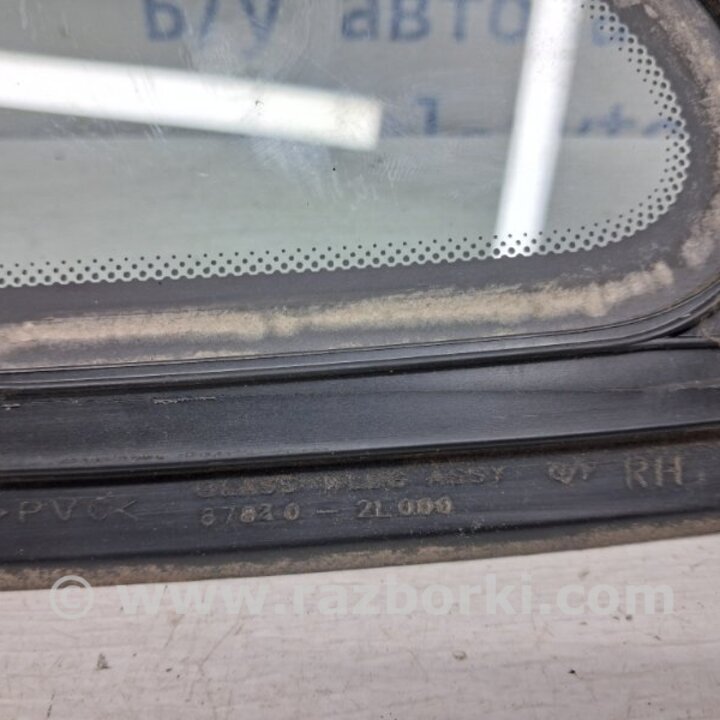 б/у авто
GLASS MLDG ASSY RH
>PVC< 87820-2L000
© www.razborki.com